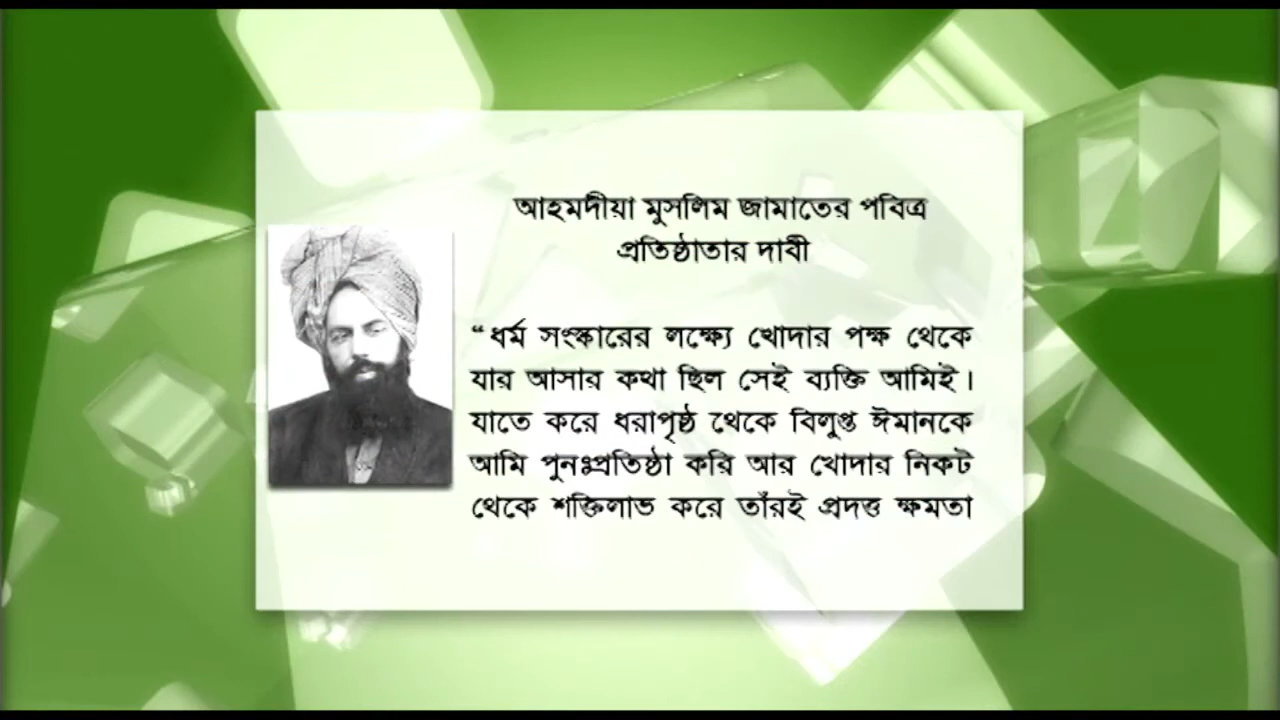 আহমদীয়া মুসলিম জামাতের পবিত্র
প্রতিষ্ঠাতার দাবী
“ধর্ম সংস্কারের লক্ষ্যে খোদার পক্ষ থেকে
যার আসার কথা ছিল সেই ব্যক্তি আমিই।
যাতে করে ধরাপৃষ্ঠ থেকে বিলুপ্ত ঈমানকে
আমি পুনঃপ্রতিষ্ঠা করি আর খোদার নিকট
থেকে শক্তিলাভ করে তাঁরই প্রদত্ত ক্ষমতা